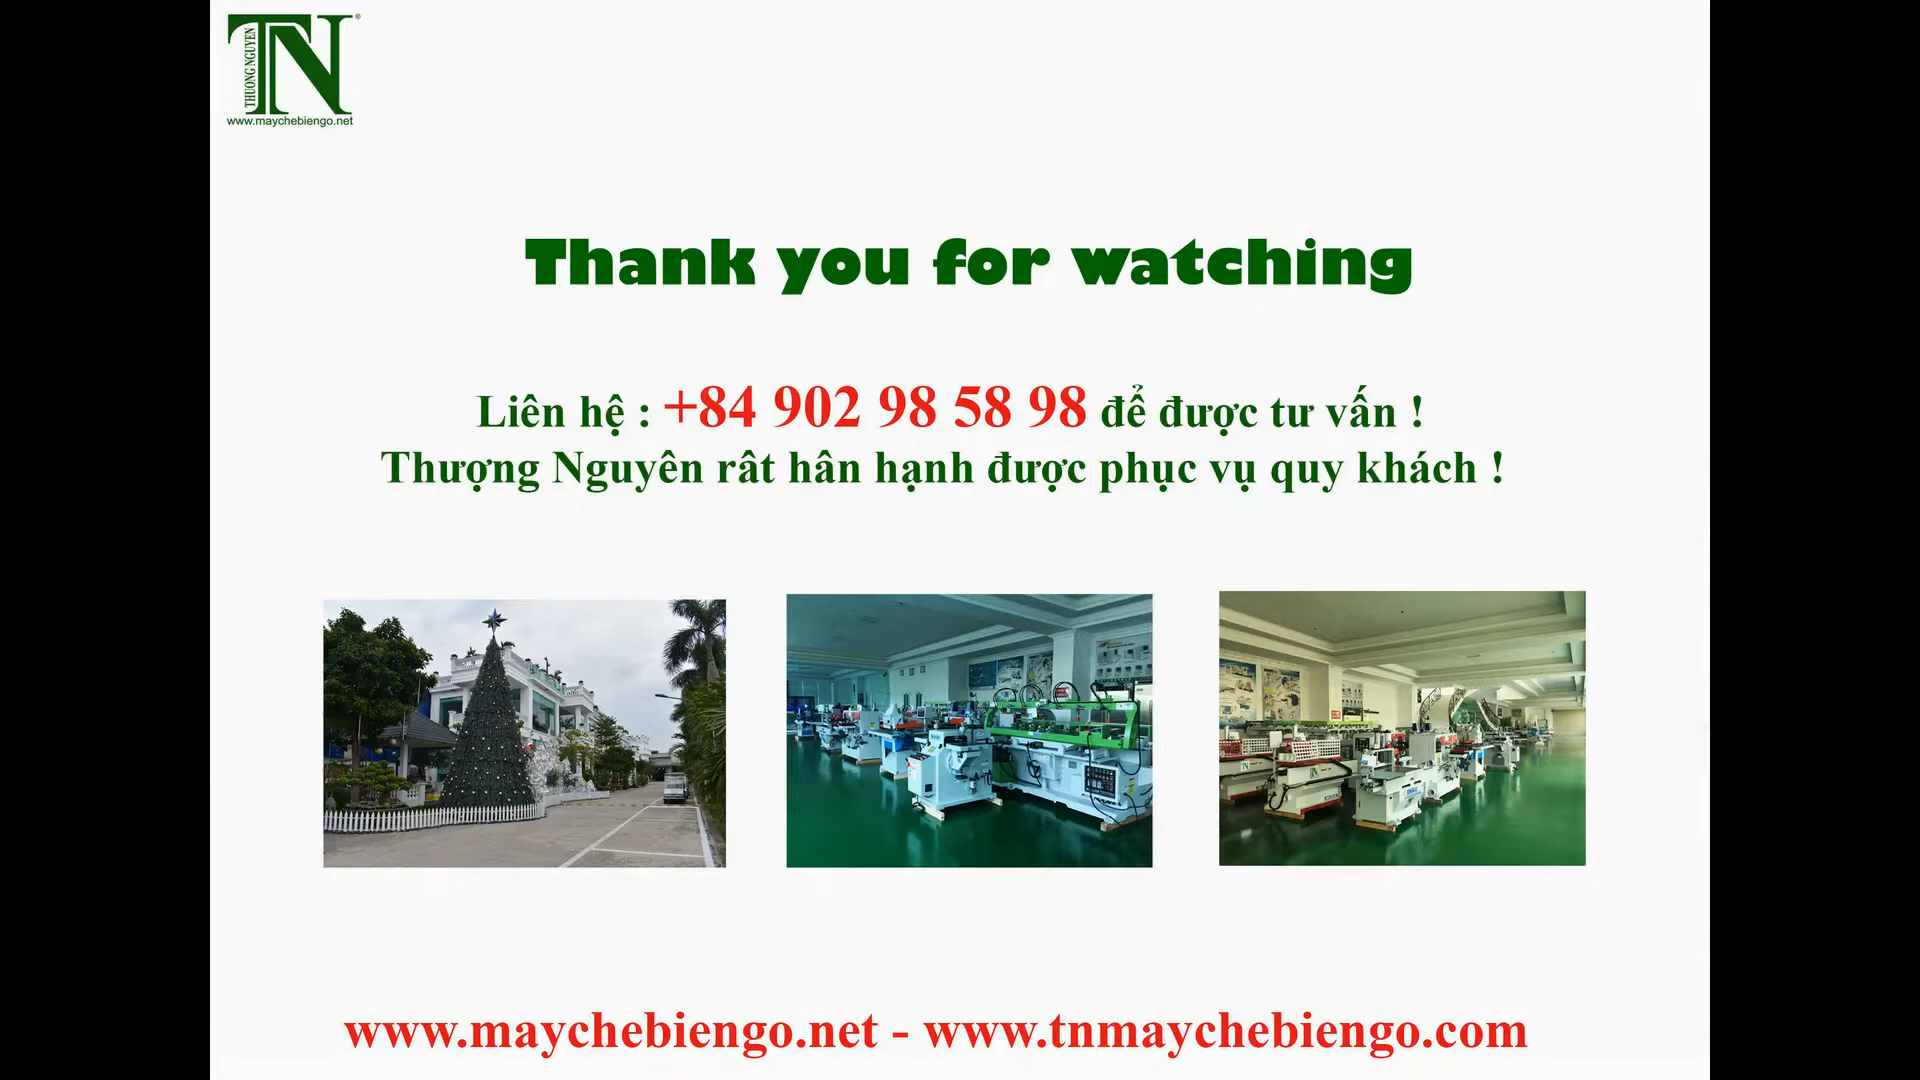 TN
THUONG NGUYEN
®
www.maychebiengo.net
Thank you for watching
Liên hệ : +84 902 98 58 98 để được tư vấn !
Thượng Nguyên rât hân hạnh được phục vụ quy khách !
www.maychebiengo.net - www.tnmaychebiengo.com